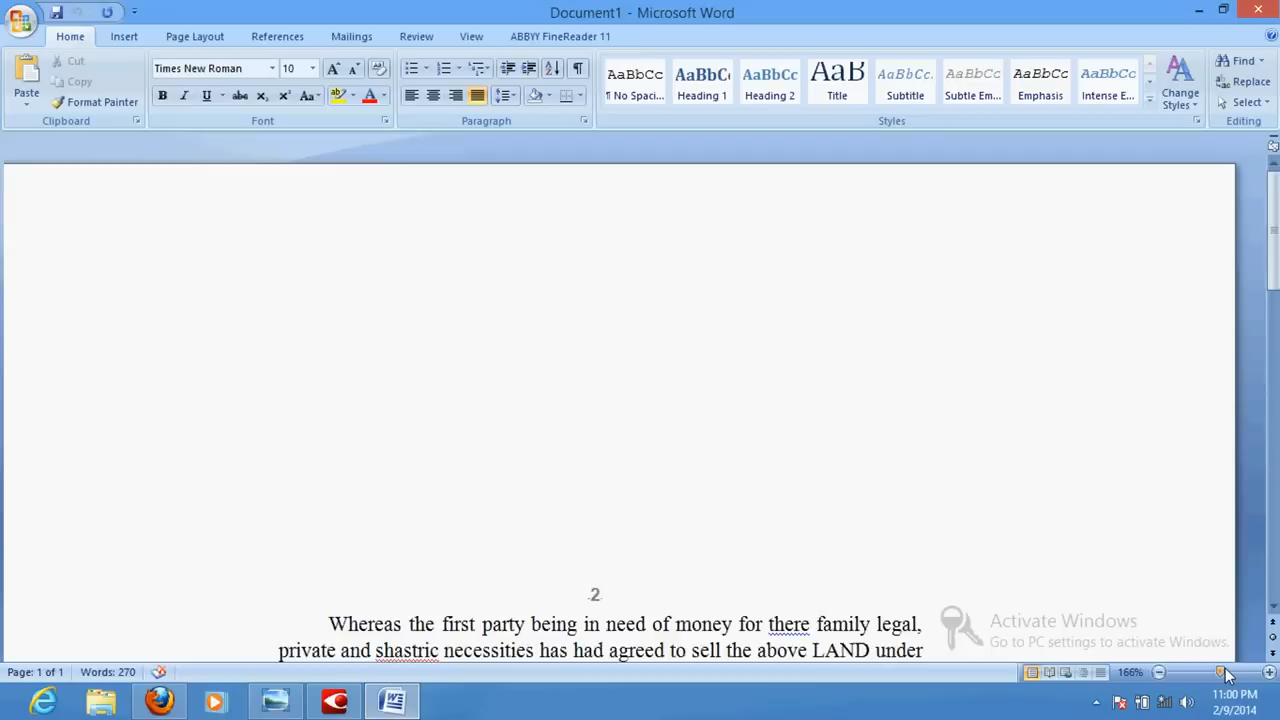 Document1 - Microsoft Word
Home Insert Page Layout References Mailings Review View ABBYY FineReader 11
Paste
Cut
Copy
Format Painter
Clipboard
Times New Roman 10
B I U abc x₂ x² Aa
Font
Paragraph
AaBbCc AaBbC AaBbCc AaB AaBbCc. AaBbCc AaBbCc AaBbCc
¶ No Spaci... Heading 1 Heading 2 Title Subtitle Subtle Em... Emphasis Intense E...
Change
Styles
Styles
Find
Replace
Select
Editing
2
Whereas the first party being in need of money for there family legal,
private and shastric necessities has had agreed to sell the above LAND under
Activate Windows
Go to PC settings to activate Windows.
Page: 1 of 1 Words: 270 166%
11:00 PM
2/9/2014